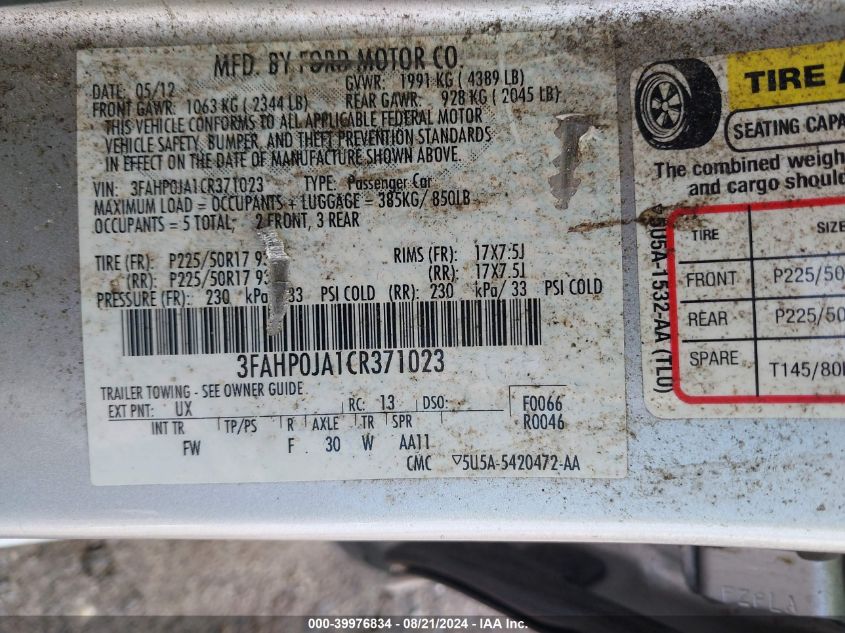 MFD. BY FORD MOTOR CO.
DATE: 05/12 GVWR: 1991 KG ( 4389 LB)
FRONT GAWR: 1063 KG ( 2344 LB) REAR GAWR: 928 KG ( 2045 LB)
THIS VEHICLE CONFORMS TO ALL APPLICABLE FEDERAL MOTOR
VEHICLE SAFETY, BUMPER, AND THEFT PREVENTION STANDARDS
IN EFFECT ON THE DATE OF MANUFACTURE SHOWN ABOVE.
VIN: 3FAHP0JA1CR371023 TYPE: Passenger Car
MAXIMUM LOAD = OCCUPANTS + LUGGAGE = 385KG/ 850LB
OCCUPANTS = 5 TOTAL; 2 FRONT, 3 REAR
TIRE (FR): P225/50R17 RIMS (FR): 17X7.5J
(RR): P225/50R17 (RR): 17X7.5J
PRESSURE (FR): 230 kPa/33 PSI COLD (RR): 230 kPa/ 33 PSI COLD
3FAHP0JA1CR371023
TRAILER TOWING - SEE OWNER GUIDE
EXT PNT: UX RC: 13 DSO: F0066
R0046
INT TR TP/PS R AXLE TR SPR
FW F 30 W AA11
CMC ▽5U5A-5420472-AA
TIRE A
SEATING CAPA
The combined weigh
and cargo should
▽5U5A-1532-AA (TLU)
TIRE SIZE
FRONT P225/50
REAR P225/50
SPARE T145/80
000-39976834 - 08/21/2024 - IAA Inc.